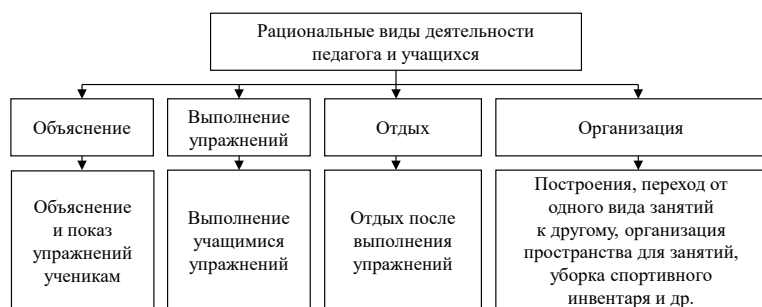 Рациональные виды деятельности
педагога и учащихся
Объяснение
Выполнение
упражнений
Отдых
Организация
Объяснение
и показ
упражнений
ученикам
Выполнение
учащимися
упражнений
Отдых после
выполнения
упражнений
Построения, переход от
одного вида занятий
к другому, организация
пространства для занятий,
уборка спортивного
инвентаря и др.